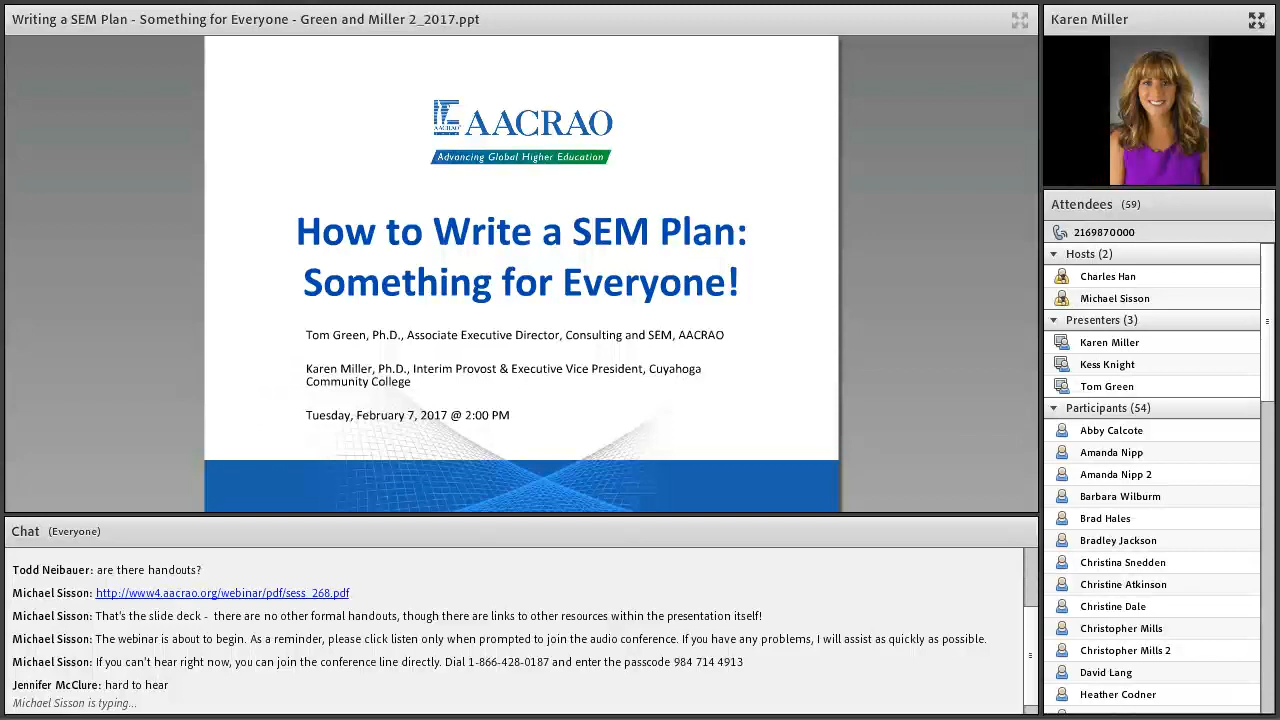 Writing a SEM Plan - Something for Everyone - Green and Miller 2_2017.ppt
AACRAO
AACRAO
Advancing Global Higher Education
How to Write a SEM Plan:
Something for Everyone!
Tom Green, Ph.D., Associate Executive Director, Consulting and SEM, AACRAO
Karen Miller, Ph.D., Interim Provost & Executive Vice President, Cuyahoga
Community College
Tuesday, February 7, 2017 @ 2:00 PM
Chat (Everyone)
Todd Neibauer: are there handouts?
Michael Sisson: http://www4.aacrao.org/webinar/pdf/sess_268.pdf
Michael Sisson: That's the slide deck - there are no other formal handouts, though there are links to other resources within the presentation itself!
Michael Sisson: The webinar is about to begin. As a reminder, please click listen only when prompted to join the audio conference. If you have any problems, I will assist as quickly as possible.
Michael Sisson: If you can't hear right now, you can join the conference line directly. Dial 1-866-428-0187 and enter the passcode 984 714 4913
Jennifer McClure: hard to hear
Michael Sisson is typing...
Karen Miller
Attendees (59)
2169870000
Hosts (2)
Charles Han
Michael Sisson
Presenters (3)
Karen Miller
Kess Knight
Tom Green
Participants (54)
Abby Calcote
Amanda Nipp
Amanda Nipp 2
Barbara Wilburm
Brad Hales
Bradley Jackson
Christina Snedden
Christine Atkinson
Christine Dale
Christopher Mills
Christopher Mills 2
David Lang
Heather Codner